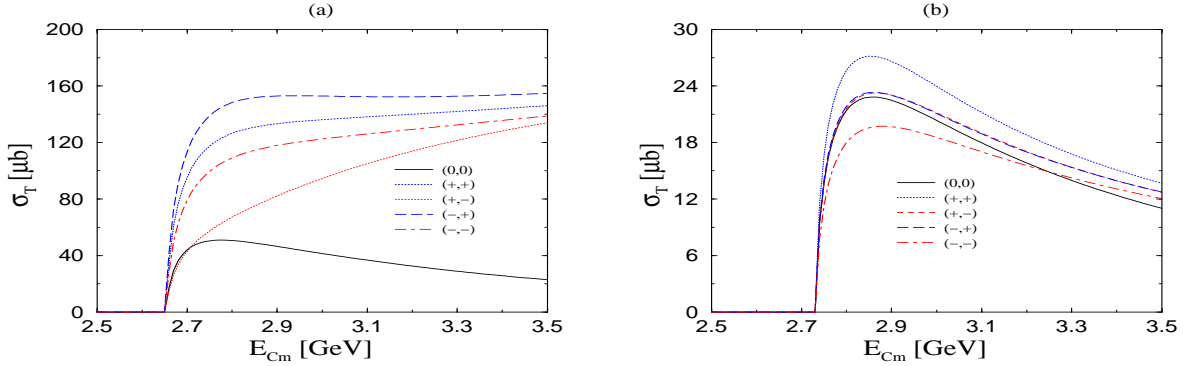 (a)
200
160
120
80
40
0
σT [μb]
(0,0)
(+,+)
(+,−)
(−,+)
(−,−)
2.5 2.7 2.9 3.1 3.3 3.5
ECm [GeV]
(b)
30
24
18
12
6
0
σT [μb]
(0,0)
(+,+)
(+,−)
(−,+)
(−,−)
2.5 2.7 2.9 3.1 3.3 3.5
ECm [GeV]